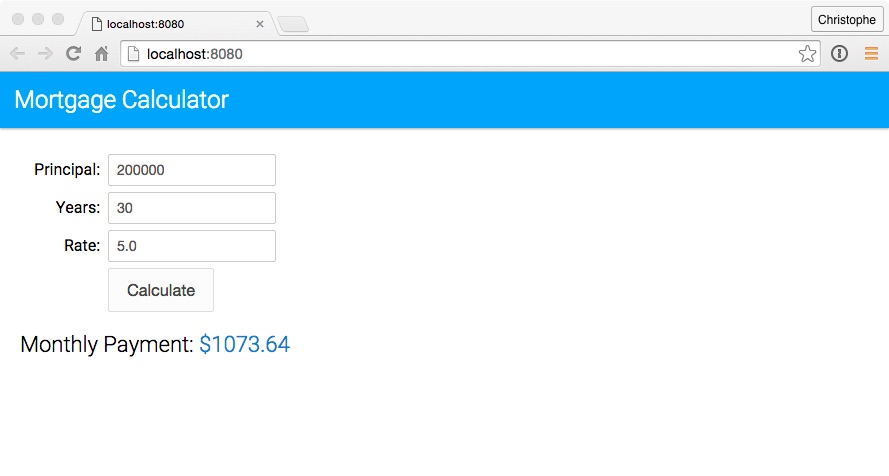 localhost:8080
Christophe
localhost:8080
Mortgage Calculator
Principal: 200000
Years: 30
Rate: 5.0
Calculate
Monthly Payment: $1073.64